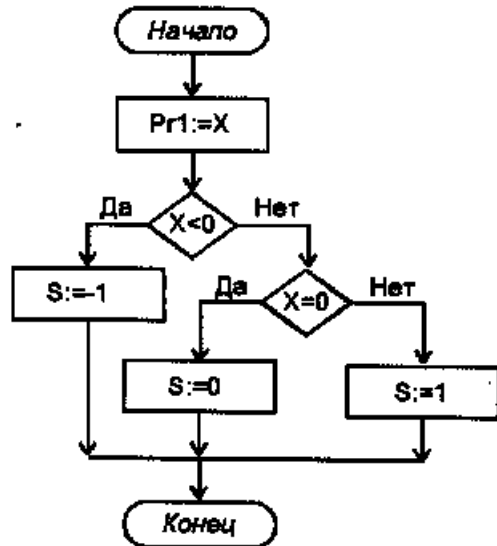 Начало
Pr1:=X
Да
X<0
Нет
S:=-1
Да
X=0
Нет
S:=0
S:=1
Конец